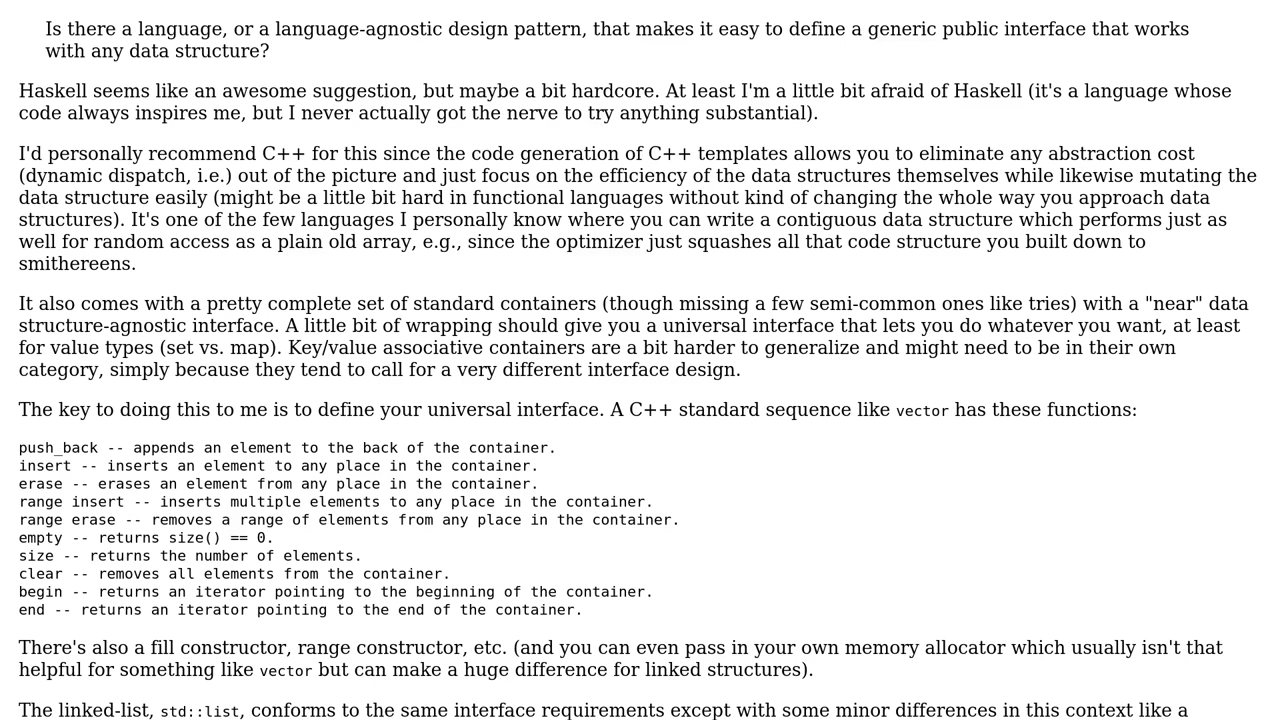 Is there a language, or a language-agnostic design pattern, that makes it easy to define a generic public interface that works
with any data structure?
Haskell seems like an awesome suggestion, but maybe a bit hardcore. At least I'm a little bit afraid of Haskell (it's a language whose
code always inspires me, but I never actually got the nerve to try anything substantial).
I'd personally recommend C++ for this since the code generation of C++ templates allows you to eliminate any abstraction cost
(dynamic dispatch, i.e.) out of the picture and just focus on the efficiency of the data structures themselves while likewise mutating the
data structure easily (might be a little bit hard in functional languages without kind of changing the whole way you approach data
structures). It's one of the few languages I personally know where you can write a contiguous data structure which performs just as
well for random access as a plain old array, e.g., since the optimizer just squashes all that code structure you built down to
smithereens.
It also comes with a pretty complete set of standard containers (though missing a few semi-common ones like tries) with a "near" data
structure-agnostic interface. A little bit of wrapping should give you a universal interface that lets you do whatever you want, at least
for value types (set vs. map). Key/value associative containers are a bit harder to generalize and might need to be in their own
category, simply because they tend to call for a very different interface design.
The key to doing this to me is to define your universal interface. A C++ standard sequence like vector has these functions:
push_back -- appends an element to the back of the container.
insert -- inserts an element to any place in the container.
erase -- erases an element from any place in the container.
range insert -- inserts multiple elements to any place in the container.
range erase -- removes a range of elements from any place in the container.
empty -- returns size() == 0.
size -- returns the number of elements.
clear -- removes all elements from the container.
begin -- returns an iterator pointing to the beginning of the container.
end -- returns an iterator pointing to the end of the container.
There's also a fill constructor, range constructor, etc. (and you can even pass in your own memory allocator which usually isn't that
helpful for something like vector but can make a huge difference for linked structures).
The linked-list, std::list, conforms to the same interface requirements except with some minor differences in this context like a